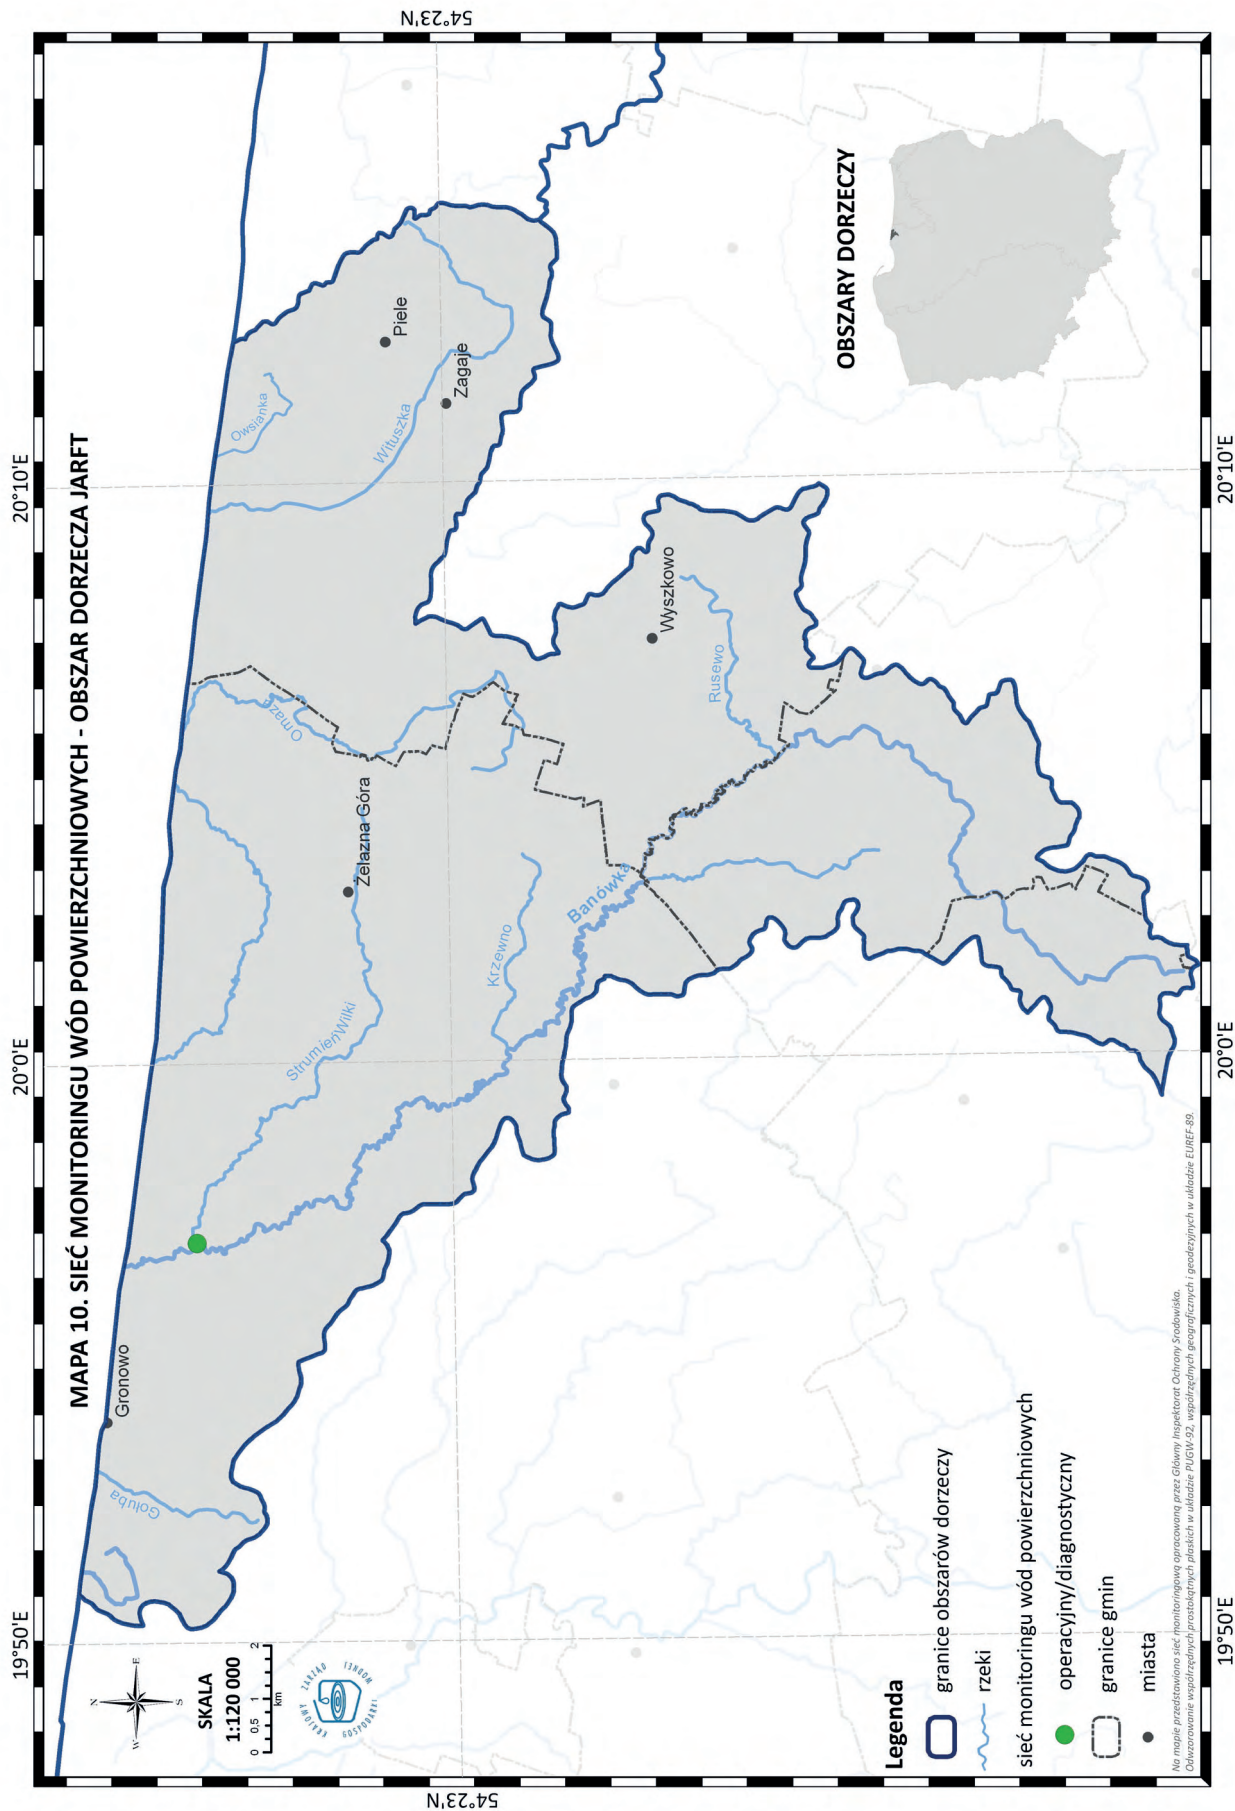 MAPA 10. SIEĆ MONITORINGU WÓD POWIERZCHNIOWYCH - OBSZAR DORZECZA JARFT
19°50'E
20°0'E
20°10'E
54°23'N
54°23'N
N
W
E
S
SKALA
1:120 000
0 0,5 1 2
km
KRAJOWY ZARZĄD GOSPODARKI WODNEJ
Gronowo
Gołuba
Strumień Wilki
Żelazna Góra
Omaza
Owsianka
Wituszka
Piele
Zagaje
Krzewno
Banówka
Wyszkowo
Rusewo
OBSZARY DORZECZY
Legenda
granice obszarów dorzeczy
rzeki
sieć monitoringu wód powierzchniowych
operacyjny/diagnostyczny
granice gmin
miasta
Na mapie przedstawiono sieć monitoringową opracowaną przez Główny Inspektorat Ochrony Środowiska.
Odwzorowanie współrzędnych prostokątnych płaskich w układzie PUGW-92, współrzędnych geograficznych i geodezyjnych w układzie EUREF-89.
19°50'E
20°0'E
20°10'E